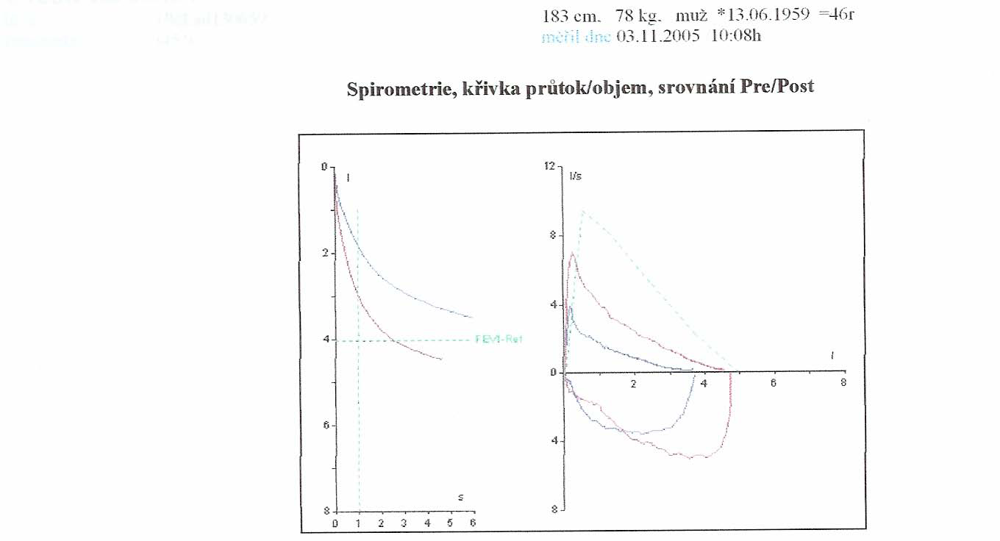 183 cm, 78 kg, muž *13.06.1959 =46r
měřil dne 03.11.2005 10:08h
Spirometrie, křivka průtok/objem, srovnání Pre/Post
0
l
2
4
FEV1-Ref
6
8
s
0 1 2 3 4 5 6
12
l/s
8
4
0
l
2 4 6 8
4
8